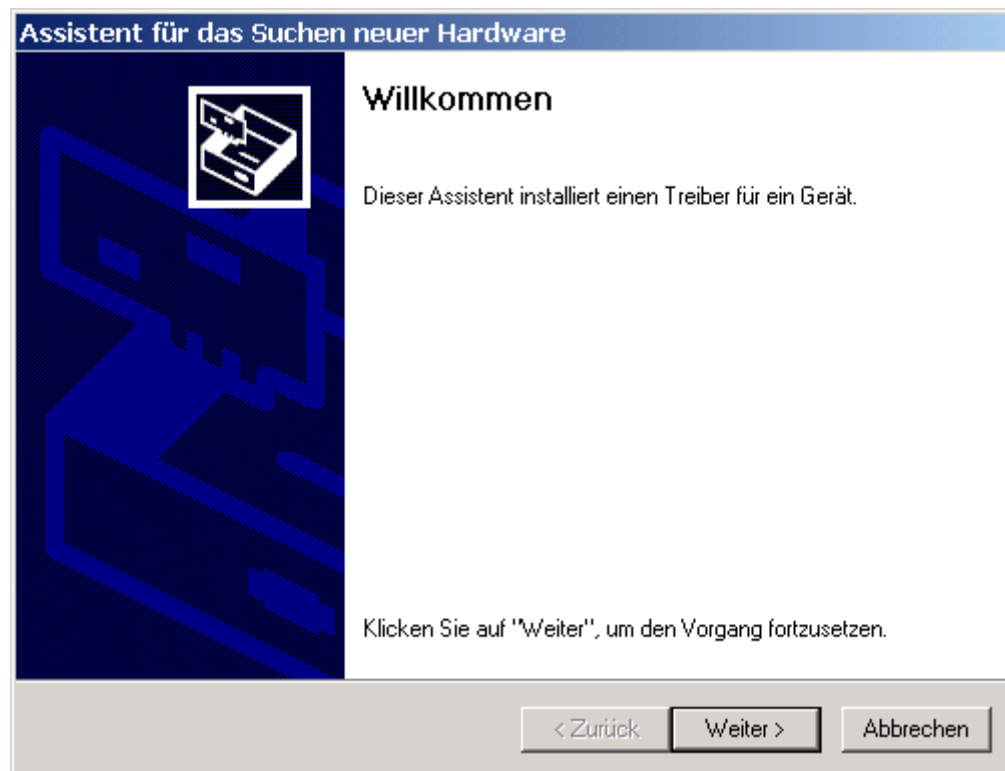 Assistent für das Suchen neuer Hardware
Willkommen
Dieser Assistent installiert einen Treiber für ein Gerät.
Klicken Sie auf "Weiter", um den Vorgang fortzusetzen.
< Zurück
Weiter >
Abbrechen